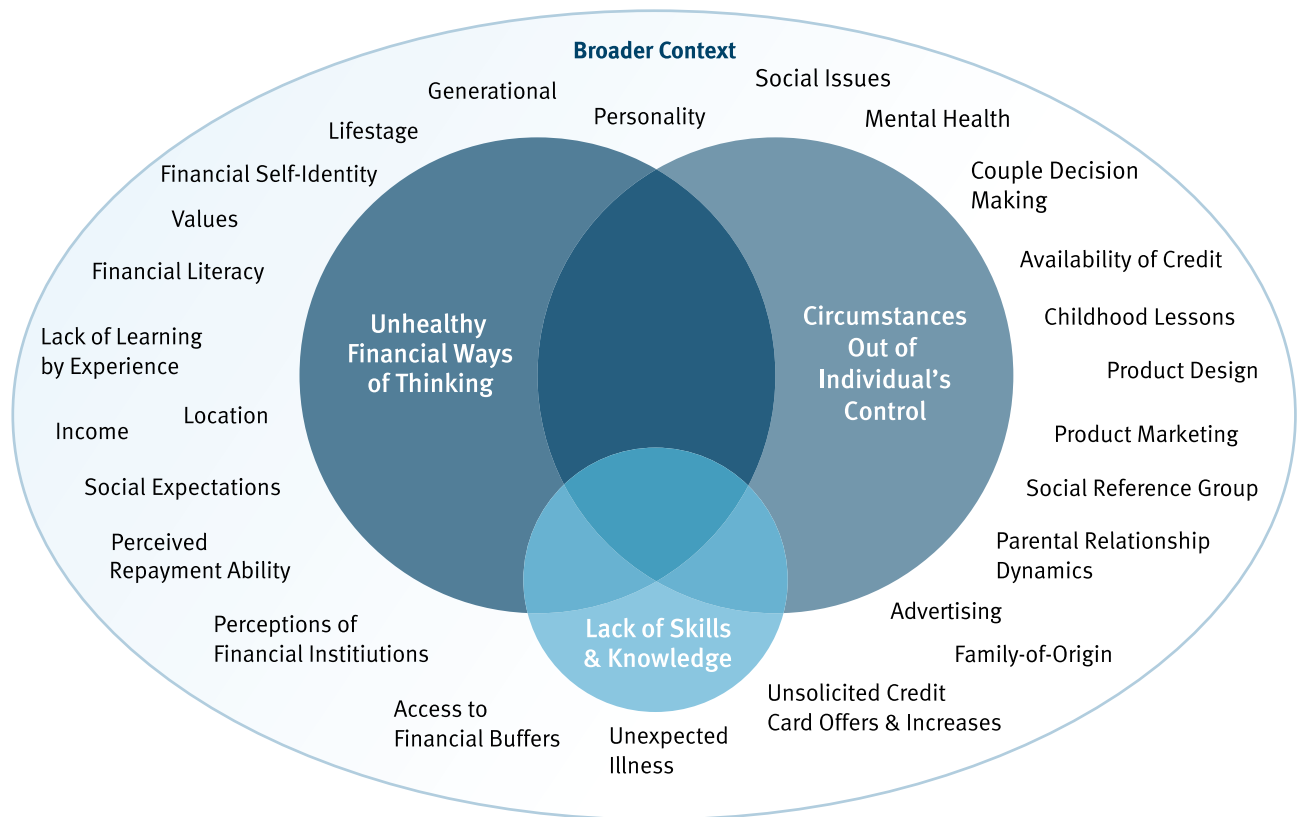 Broader Context
Social Issues
Generational
Personality
Mental Health
Lifestage
Financial Self-Identity
Couple Decision
Making
Values
Availability of Credit
Financial Literacy
Unhealthy
Financial Ways
of Thinking
Circumstances
Out of
Individual’s
Control
Childhood Lessons
Lack of Learning
by Experience
Product Design
Location
Income
Product Marketing
Social Expectations
Social Reference Group
Perceived
Repayment Ability
Parental Relationship
Dynamics
Advertising
Perceptions of
Financial Institiutions
Lack of Skills
& Knowledge
Family-of-Origin
Unsolicited Credit
Card Offers & Increases
Access to
Financial Buffers
Unexpected
Illness